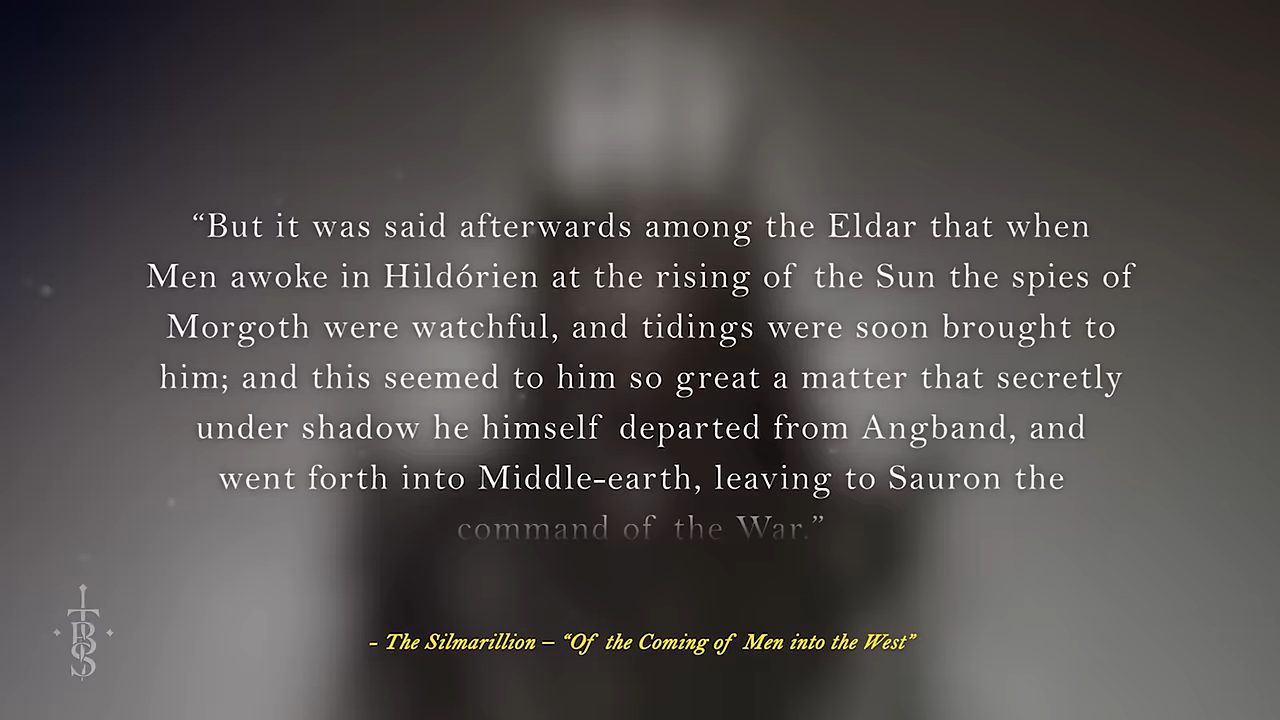 “But it was said afterwards among the Eldar that when
Men awoke in Hildórien at the rising of the Sun the spies of
Morgoth were watchful, and tidings were soon brought to
him; and this seemed to him so great a matter that secretly
under shadow he himself departed from Angband, and
went forth into Middle-earth, leaving to Sauron the
command of the War.”
- The Silmarillion – “Of the Coming of Men into the West”
TBS